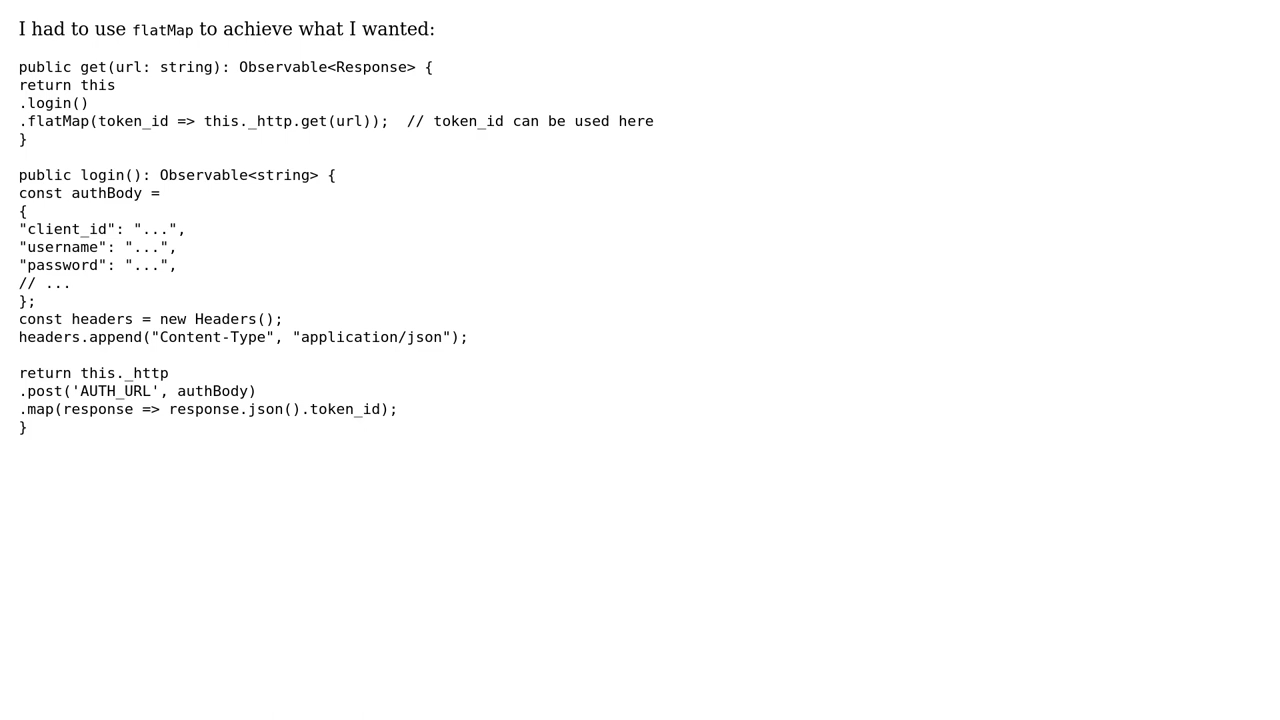 I had to use flatMap to achieve what I wanted:
public get(url: string): Observable<Response> {
return this
.login()
.flatMap(token_id => this._http.get(url));  // token_id can be used here
}
public login(): Observable<string> {
const authBody =
{
"client_id": "...",
"username": "...",
"password": "...",
// ...
};
const headers = new Headers();
headers.append("Content-Type", "application/json");
return this._http
.post('AUTH_URL', authBody)
.map(response => response.json().token_id);
}